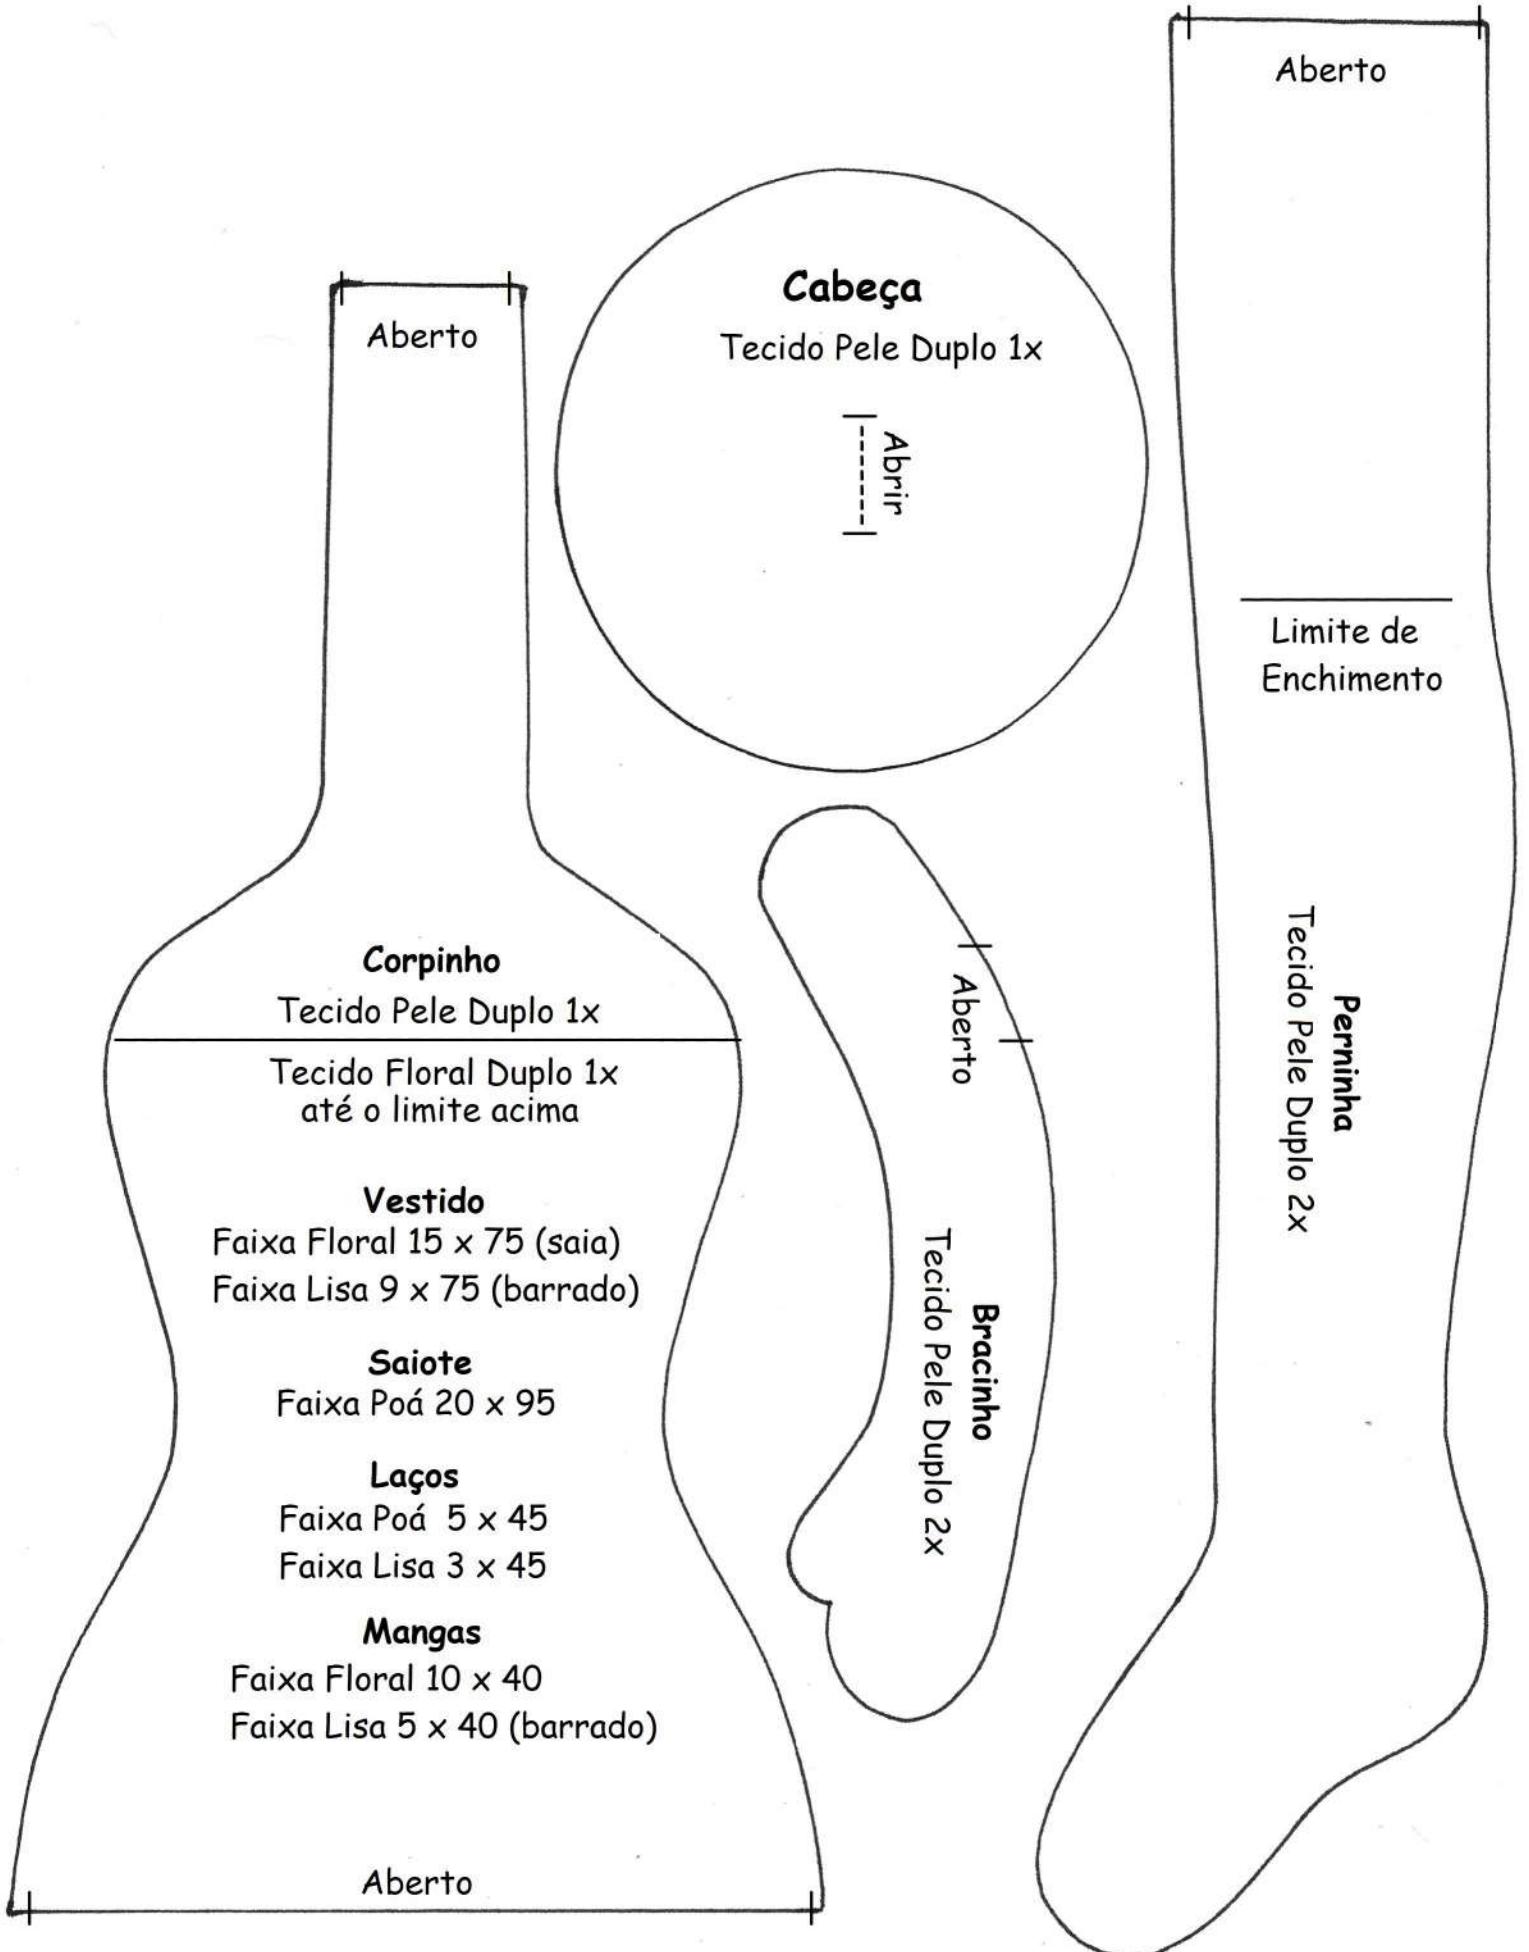 Aberto
Cabeça
Tecido Pele Duplo 1x
Abrir
Aberto
Limite de
Enchimento
Corpinho
Tecido Pele Duplo 1x
Tecido Floral Duplo 1x
até o limite acima
Vestido
Faixa Floral 15 x 75 (saia)
Faixa Lisa 9 x 75 (barrado)
Saiote
Faixa Poá 20 x 95
Laços
Faixa Poá  5 x 45
Faixa Lisa 3 x 45
Mangas
Faixa Floral 10 x 40
Faixa Lisa 5 x 40 (barrado)
Aberto
Aberto
Bracinho
Tecido Pele Duplo 2x
Perninha
Tecido Pele Duplo 2x